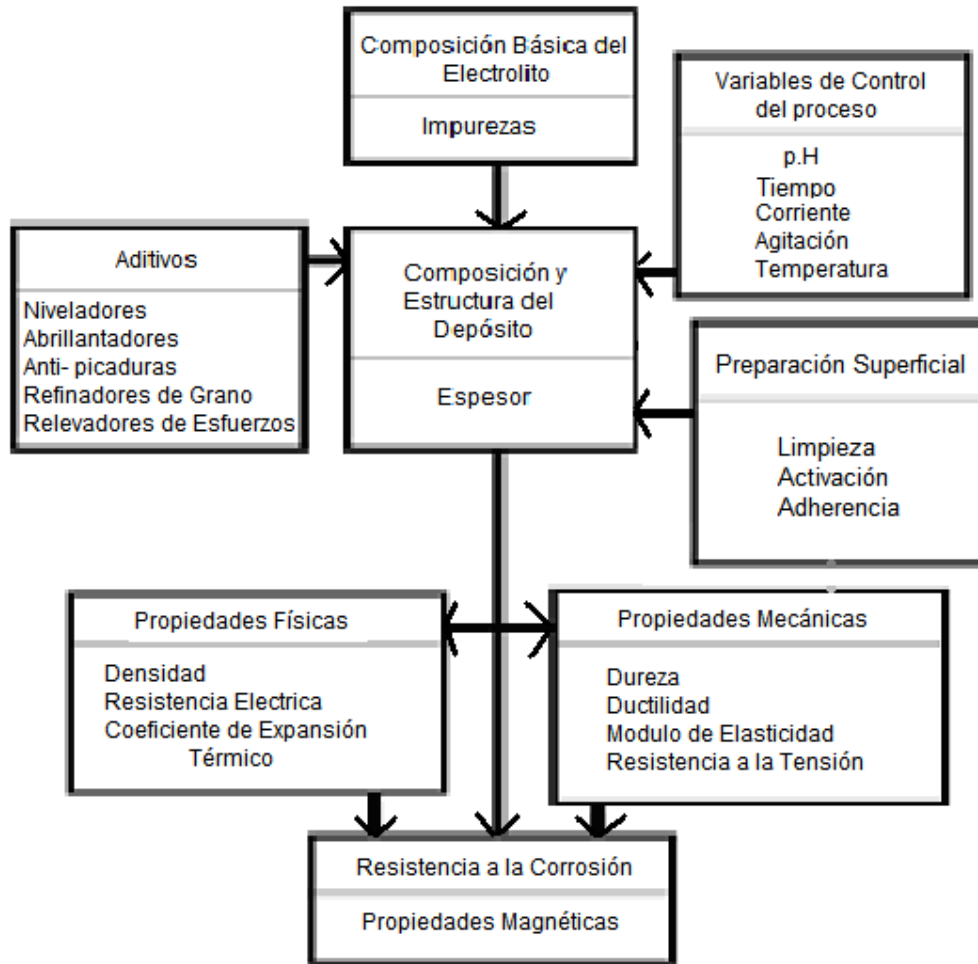 Composición Básica del
Electrolito
Impurezas
Variables de Control
del proceso
p.H
Tiempo
Corriente
Agitación
Temperatura
Aditivos
Niveladores
Abrillantadores
Anti- picaduras
Refinadores de Grano
Relevadores de Esfuerzos
Composición y
Estructura del
Depósito
Espesor
Preparación Superficial
Limpieza
Activación
Adherencia
Propiedades Físicas
Densidad
Resistencia Electrica
Coeficiente de Expansión
Térmico
Propiedades Mecánicas
Dureza
Ductilidad
Modulo de Elasticidad
Resistencia a la Tensión
Resistencia a la Corrosión
Propiedades Magnéticas